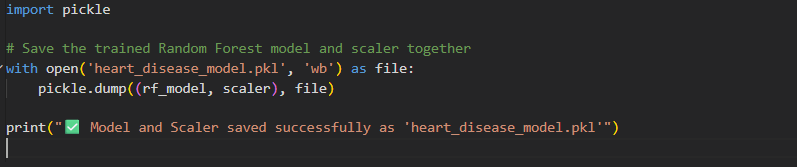 import pickle
# Save the trained Random Forest model and scaler together
with open('heart_disease_model.pkl', 'wb') as file:
    pickle.dump((rf_model, scaler), file)
print("✅ Model and Scaler saved successfully as 'heart_disease_model.pkl'")